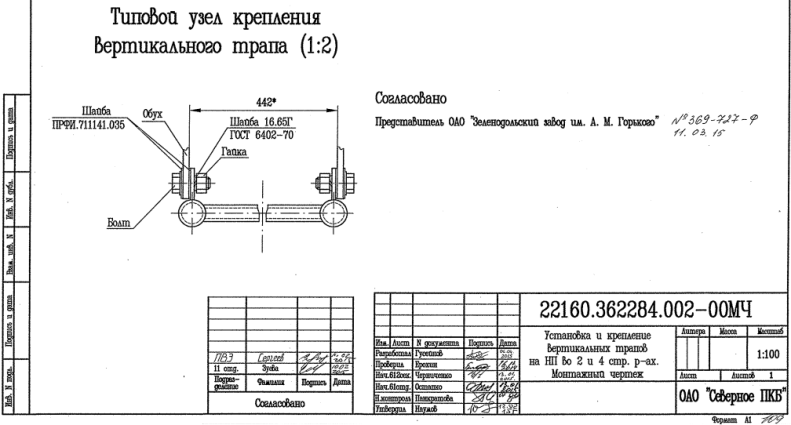 Типовой узел крепления
вертикального трапа (1:2)
442*
Шайба
ПРФИ.711141.035
Обух
Шайба 16.65Г
ГОСТ 6402-70
Гайка
Болт
Согласовано
Представитель ОАО "Зеленодольский завод им. А. М. Горького" № 369-727-Ф
11. 03. 15
Подпись и дата
Инв. N дубл.
Взам. инв. N
Подпись и дата
Инв. N подл.
ПВЗ Сергеев
11 отд. Зуева
Подраз-
деление Фамилия Подпись Дата
Согласовано
22160.362284.002-00МЧ
Изм. Лист N документа Подпись Дата
Разработал Гусейнов
Проверил Ерохин
Нач.613сек. Черниченко
Нач.61отд. Остапко
Н.контроль Панкратова
Утвердил Наумов
Установка и крепление
вертикальных трапов
на НП во 2 и 4 стр. р-ах.
Монтажный чертеж
Литера Масса Масштаб
1:100
Лист Листов 1
ОАО "Северное ПКБ"
Формат А1 109